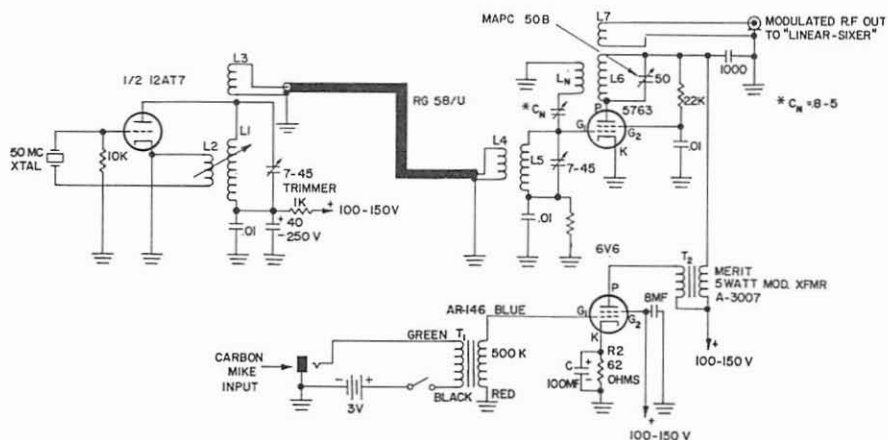 MAPC 50B
L7
MODULATED R.F OUT
TO "LINEAR-SIXER"
L3
1/2 12AT7
LN
L6
50
1000
* CN = 8-5
RG 58/U
* CN
P
5763
22K
G1
G2
K
.01
50 MC
XTAL
10K
L2
L1
7-45
TRIMMER
1K
100-150V
.01
+
40
-250V
L4
L5
7-45
.01
6V6
T2
MERIT
5 WATT MOD. XFMR
A-3007
P
8MF
G1
G2
K
+
100-150 V
AR-146
BLUE
GREEN
T1
500 K
BLACK
RED
CARBON
MIKE
INPUT
-
+
3V
C
+
-
100MF
R2
62
OHMS
+
100-150 V